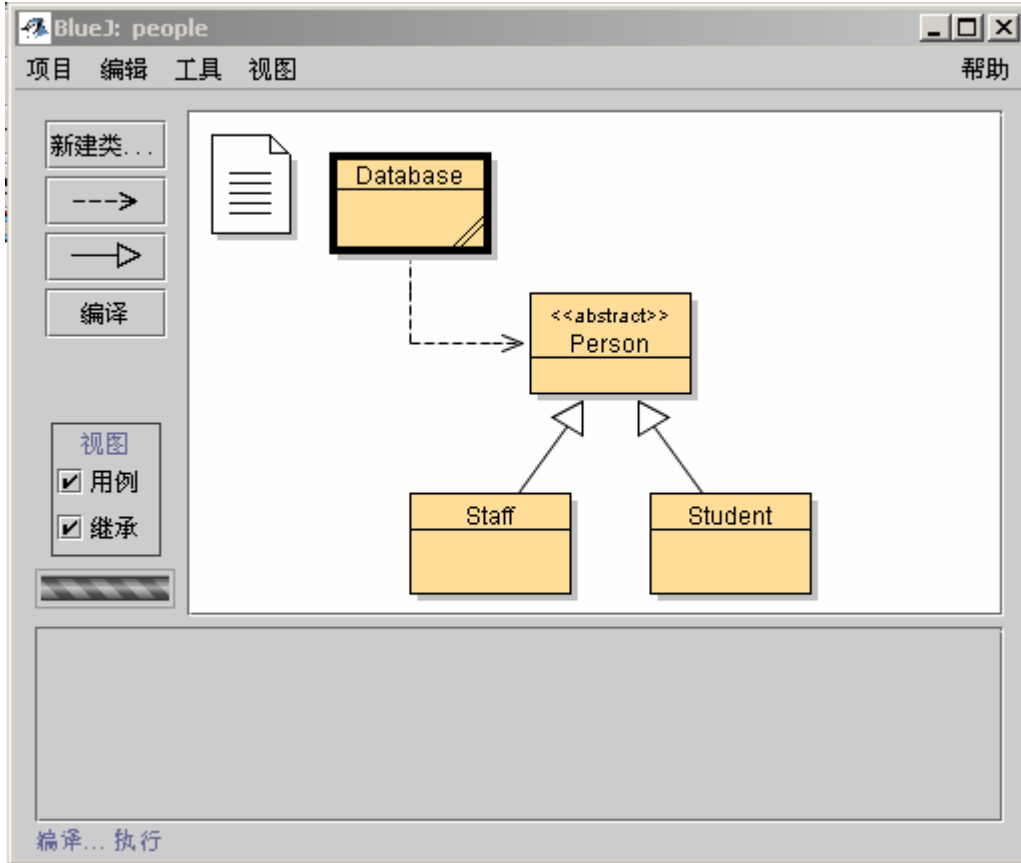 BlueJ: people
项目 编辑 工具 视图 帮助
新建类...
编译
视图
用例
继承
Database
<<abstract>>
Person
Staff Student
编译... 执行